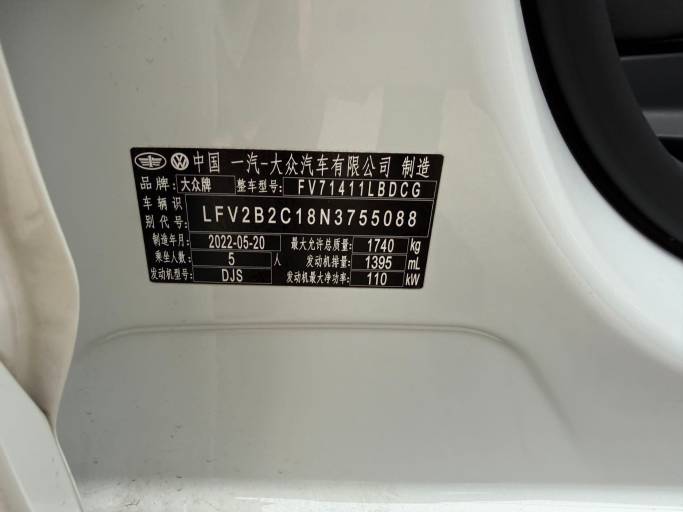 中国 一汽-大众汽车有限公司 制造
品牌: 大众牌 整车型号: FV71411LBDCG
车辆识别代号: LFV2B2C18N3755088
制造年月: 2022-05-20 最大允许总质量: 1740 kg
乘坐人数: 5 人 发动机排量: 1395 mL
发动机型号: DJS 发动机最大净功率: 110 kW